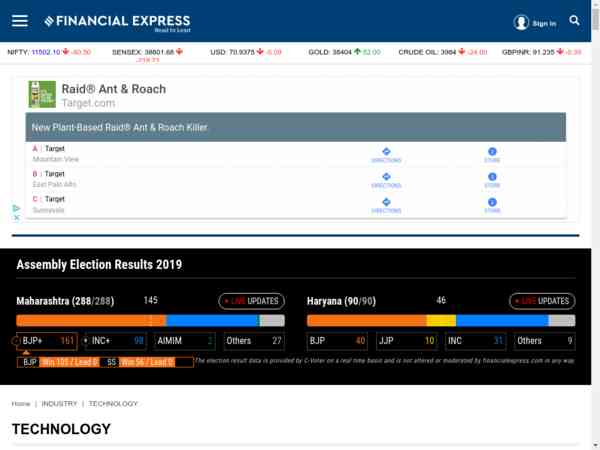 FINANCIAL EXPRESS
Read to Lead
Sign in
NIFTY: 11502.10 -40.50 SENSEX: 38601.68 USD: 70.9375 -0.09 GOLD: 38404 52.00 CRUDE OIL: 3984 -24.00 GBPINR: 91.235 -0.39
Raid® Ant & Roach
Target.com
New Plant-Based Raid® Ant & Roach Killer.
A : Target
Mountain View
DIRECTIONS STORE
B : Target
East Palo Alto
DIRECTIONS STORE
C : Target
Sunnyvale
DIRECTIONS STORE
Assembly Election Results 2019
Maharashtra (288/288) 145 LIVE UPDATES
Haryana (90/90) 46 LIVE UPDATES
BJP+ 161 INC+ 98 AIMIM 2 Others 27
BJP 40 JJP 10 INC 31 Others 9
BJP Win 105 / Lead 0 SS Win 56 / Lead 0
The election result data is provided by C-Voter on a real time basis and is not altered or moderated by financialexpress.com in any way.
Home | INDUSTRY | TECHNOLOGY
TECHNOLOGY